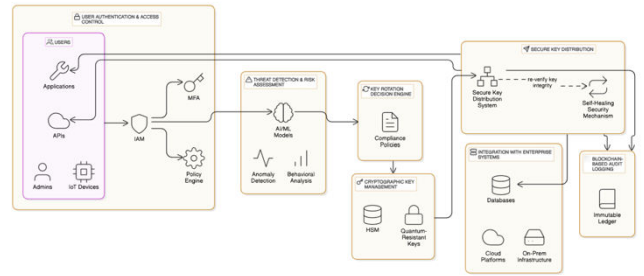 USER AUTHENTICATION & ACCESS
CONTROL
USERS
Applications
APIs
Admins
IoT Devices
IAM
MFA
Policy
Engine
THREAT DETECTION & RISK
ASSESSMENT
AI/ML
Models
Anomaly
Detection
Behavioral
Analysis
KEY ROTATION
DECISION ENGINE
Compliance
Policies
CRYPTOGRAPHIC KEY
MANAGEMENT
HSM
Quantum-
Resistant
Keys
SECURE KEY DISTRIBUTION
Secure Key
Distribution
System
re-verify key
integrity
Self-Healing
Security
Mechanism
INTEGRATION WITH ENTERPRISE
SYSTEMS
Databases
Cloud
Platforms
On-Prem
Infrastructure
BLOCKCHAIN-
BASED AUDIT
LOGGING
Immutable
Ledger